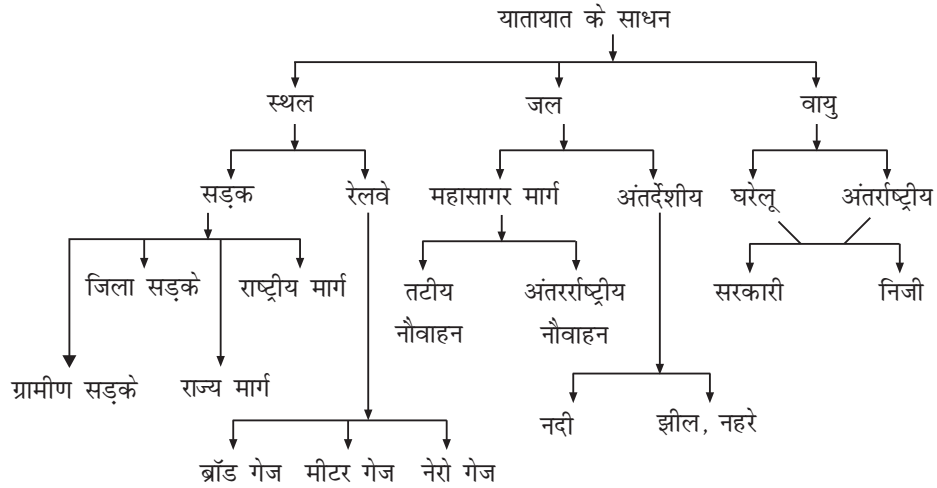 यातायात के साधन
स्थल
जल
वायु
सड़क
रेलवे
महासागर मार्ग
अंतर्देशीय
घरेलू
अंतर्राष्ट्रीय
जिला सड़के
राष्ट्रीय मार्ग
तटीय
नौवाहन
अंतरर्राष्ट्रीय
नौवाहन
सरकारी
निजी
ग्रामीण सड़के
राज्य मार्ग
नदी
झील, नहरे
ब्रॉड गेज
मीटर गेज
नेरो गेज